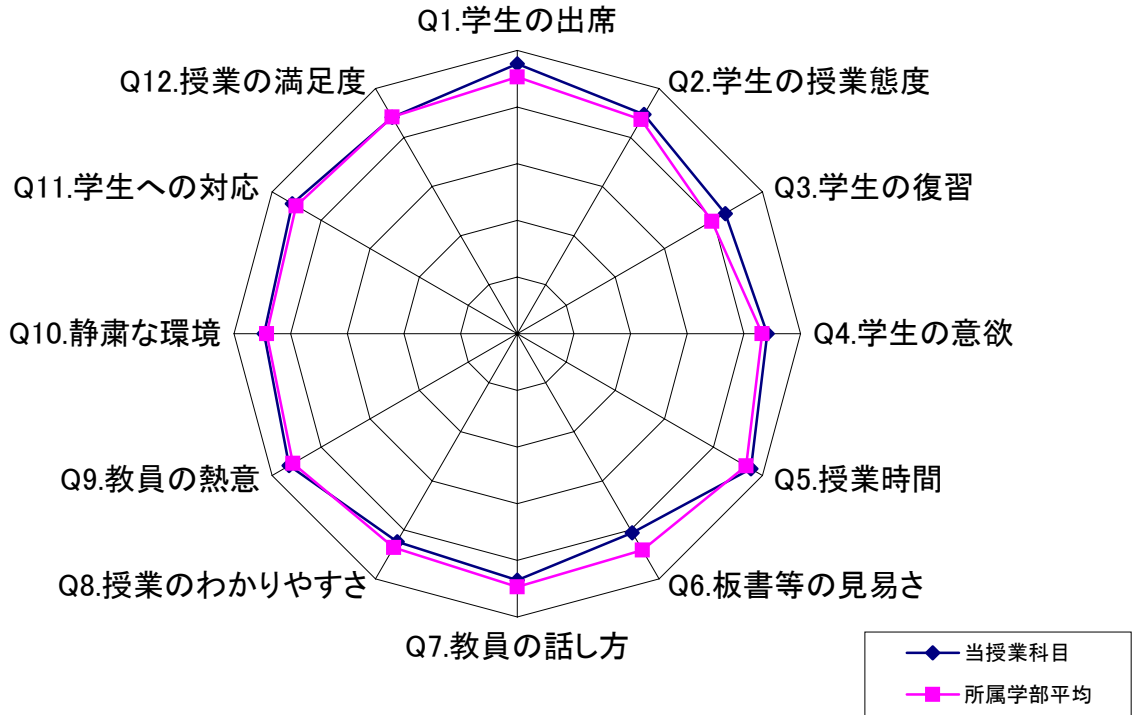 Q1.学生の出席
Q2.学生の授業態度
Q3.学生の復習
Q4.学生の意欲
Q5.授業時間
Q6.板書等の見易さ
Q7.教員の話し方
Q8.授業のわかりやすさ
Q9.教員の熱意
Q10.静粛な環境
Q11.学生への対応
Q12.授業の満足度
当授業科目
所属学部平均